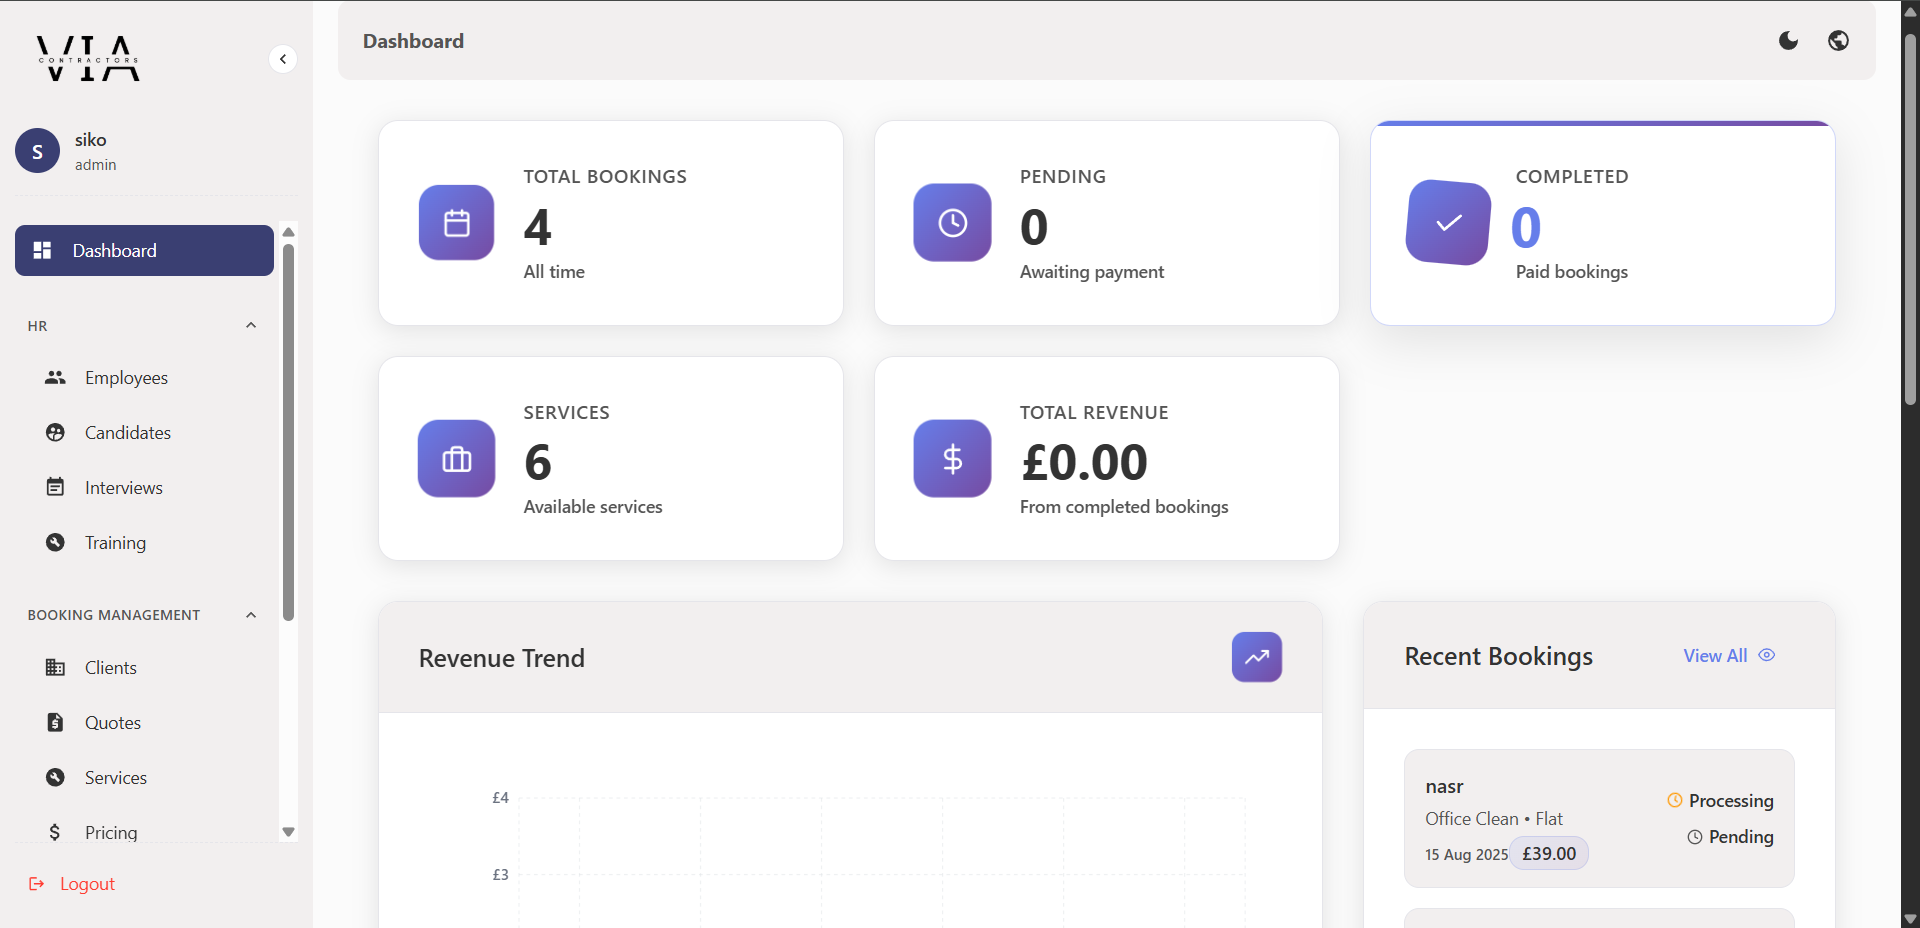 VIA
CONTRACTORS
S
siko
admin
Dashboard
HR
Employees
Candidates
Interviews
Training
BOOKING MANAGEMENT
Clients
Quotes
Services
Pricing
Logout
Dashboard
TOTAL BOOKINGS
4
All time
PENDING
0
Awaiting payment
COMPLETED
0
Paid bookings
SERVICES
6
Available services
TOTAL REVENUE
£0.00
From completed bookings
Revenue Trend
£4
£3
Recent Bookings
View All
nasr
Office Clean • Flat
15 Aug 2025 £39.00
Processing
Pending